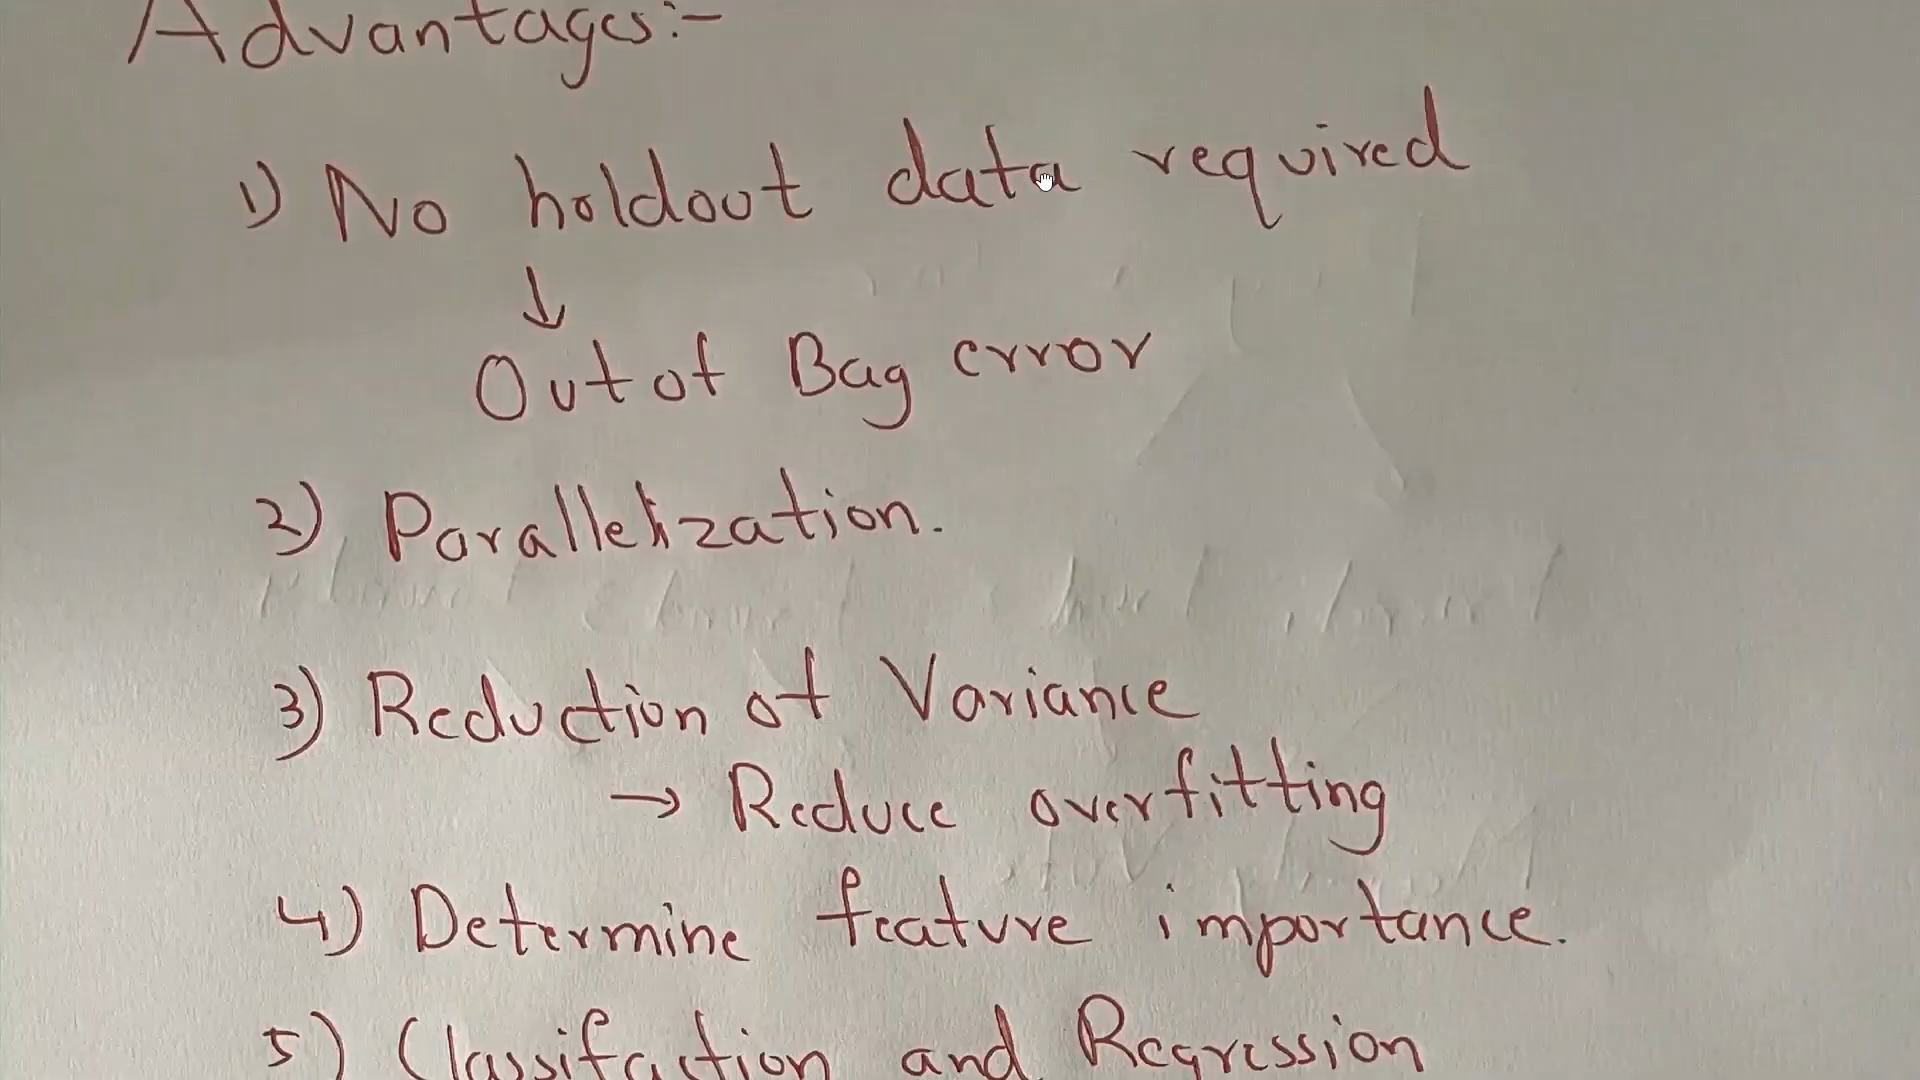 Advantages:-
1) No holdout data required
↓
Out of Bag error
2) Parallelization.
3) Reduction of Variance
→ Reduce overfitting
4) Determine feature importance.
5) Classifaction and Regression